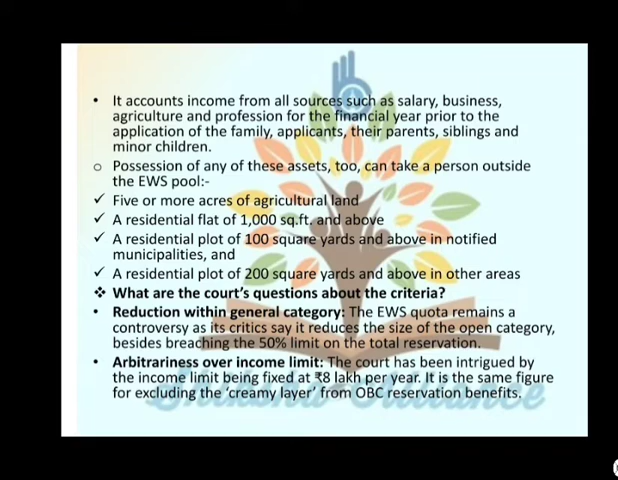 • It accounts income from all sources such as salary, business,
agriculture and profession for the financial year prior to the
application of the family, applicants, their parents, siblings and
minor children.
o Possession of any of these assets, too, can take a person outside
the EWS pool:-
✓ Five or more acres of agricultural land
✓ A residential flat of 1,000 sq.ft. and above
✓ A residential plot of 100 square yards and above in notified
municipalities, and
✓ A residential plot of 200 square yards and above in other areas
❖ What are the court's questions about the criteria?
• Reduction within general category: The EWS quota remains a
controversy as its critics say it reduces the size of the open category,
besides breaching the 50% limit on the total reservation.
• Arbitrariness over income limit: The court has been intrigued by
the income limit being fixed at ₹8 lakh per year. It is the same figure
for excluding the ‘creamy layer’ from OBC reservation benefits.